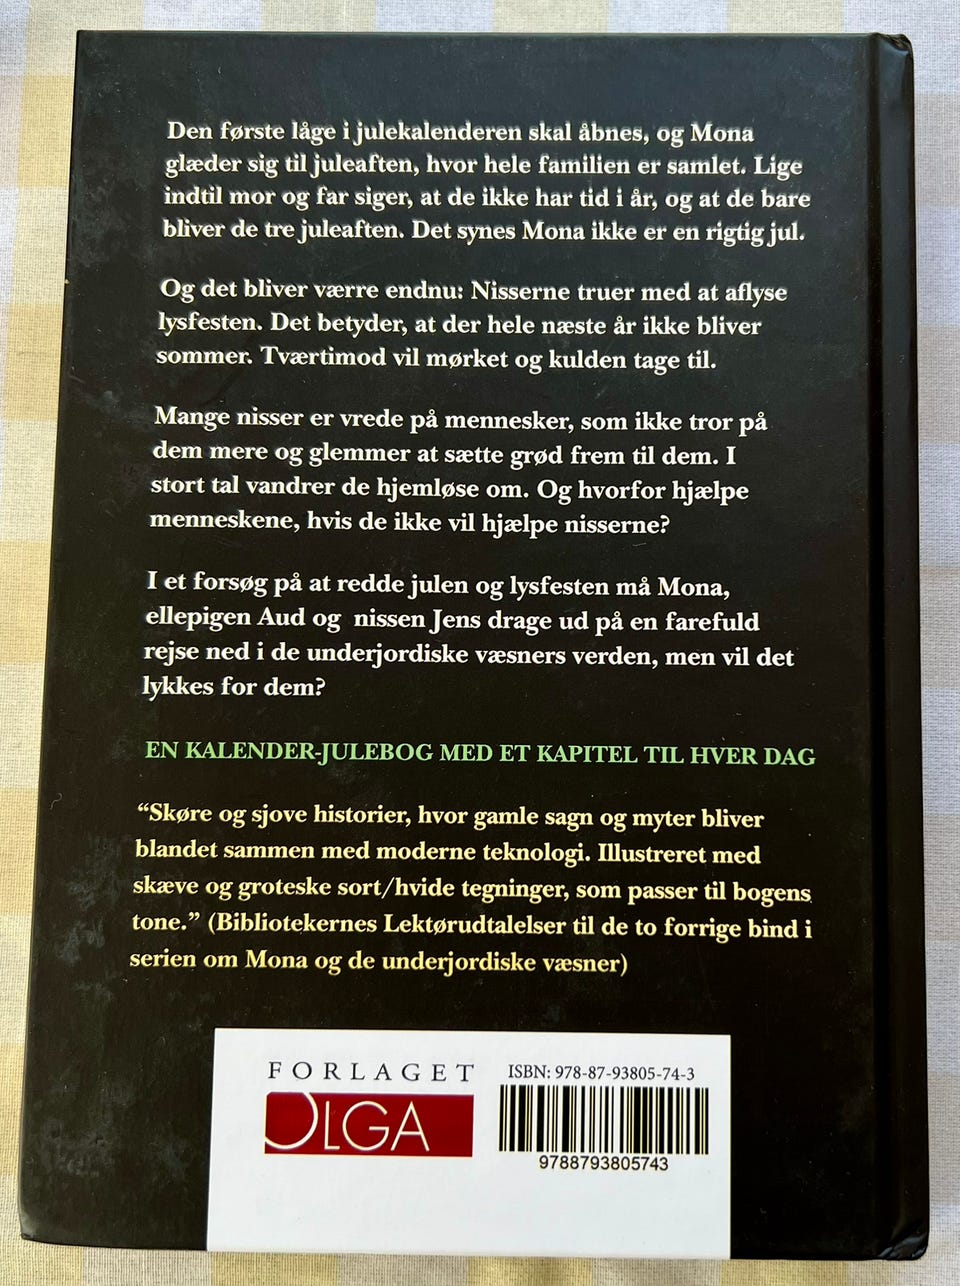 Den første låge i julekalenderen skal åbnes, og Mona
glæder sig til juleaften, hvor hele familien er samlet. Lige
indtil mor og far siger, at de ikke har tid i år, og at de bare
bliver de tre juleaften. Det synes Mona ikke er en rigtig jul.
Og det bliver værre endnu: Nisserne truer med at aflyse
lysfesten. Det betyder, at der hele næste år ikke bliver
sommer. Tværtimod vil mørket og kulden tage til.
Mange nisser er vrede på mennesker, som ikke tror på
dem mere og glemmer at sætte grød frem til dem. I
stort tal vandrer de hjemløse om. Og hvorfor hjælpe
menneskene, hvis de ikke vil hjælpe nisserne?
I et forsøg på at redde julen og lysfesten må Mona,
ellepigen Aud og nissen Jens drage ud på en farefuld
rejse ned i de underjordiske væsners verden, men vil det
lykkes for dem?
EN KALENDER-JULEBOG MED ET KAPITEL TIL HVER DAG
“Skøre og sjove historier, hvor gamle sagn og myter bliver
blandet sammen med moderne teknologi. Illustreret med
skæve og groteske sort/hvide tegninger, som passer til bogens
tone.” (Bibliotekernes Lektørudtalelser til de to forrige bind i
serien om Mona og de underjordiske væsner)
FORLAGET
OLGA
ISBN: 978-87-93805-74-3
9788793805743